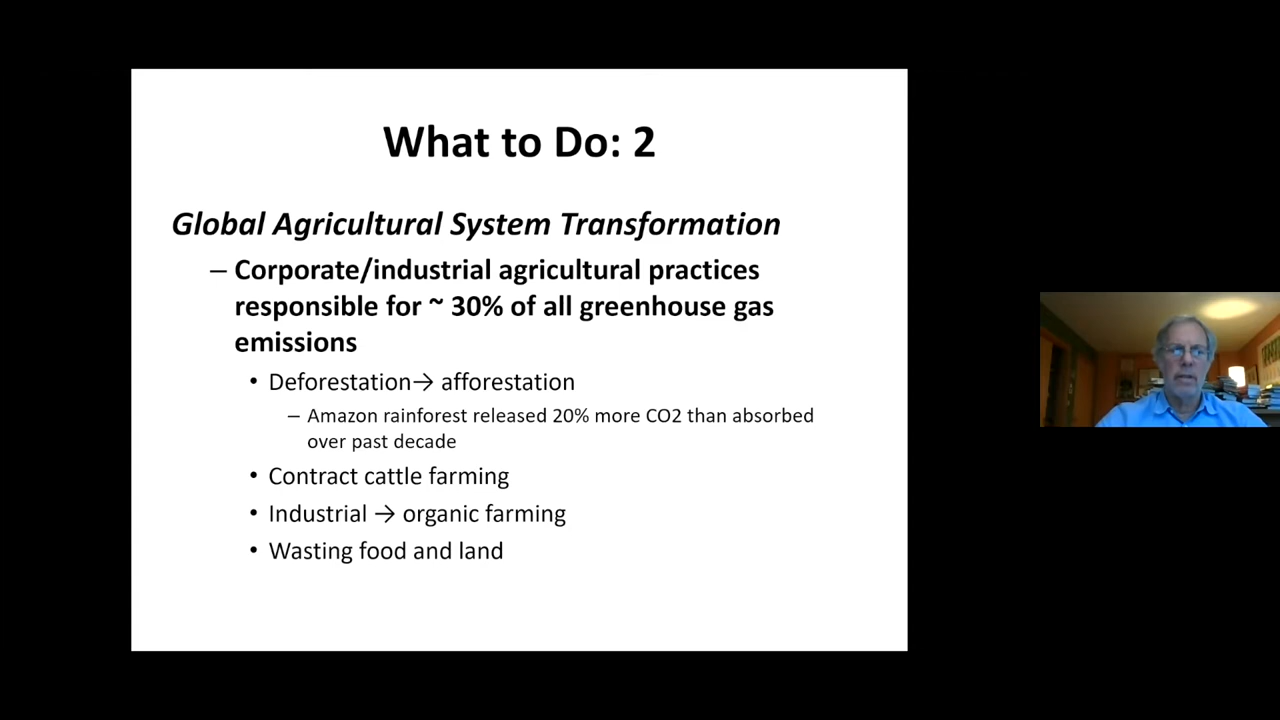 What to Do: 2
Global Agricultural System Transformation
– Corporate/industrial agricultural practices
responsible for ~ 30% of all greenhouse gas
emissions
• Deforestation→ afforestation
– Amazon rainforest released 20% more CO2 than absorbed
over past decade
• Contract cattle farming
• Industrial → organic farming
• Wasting food and land